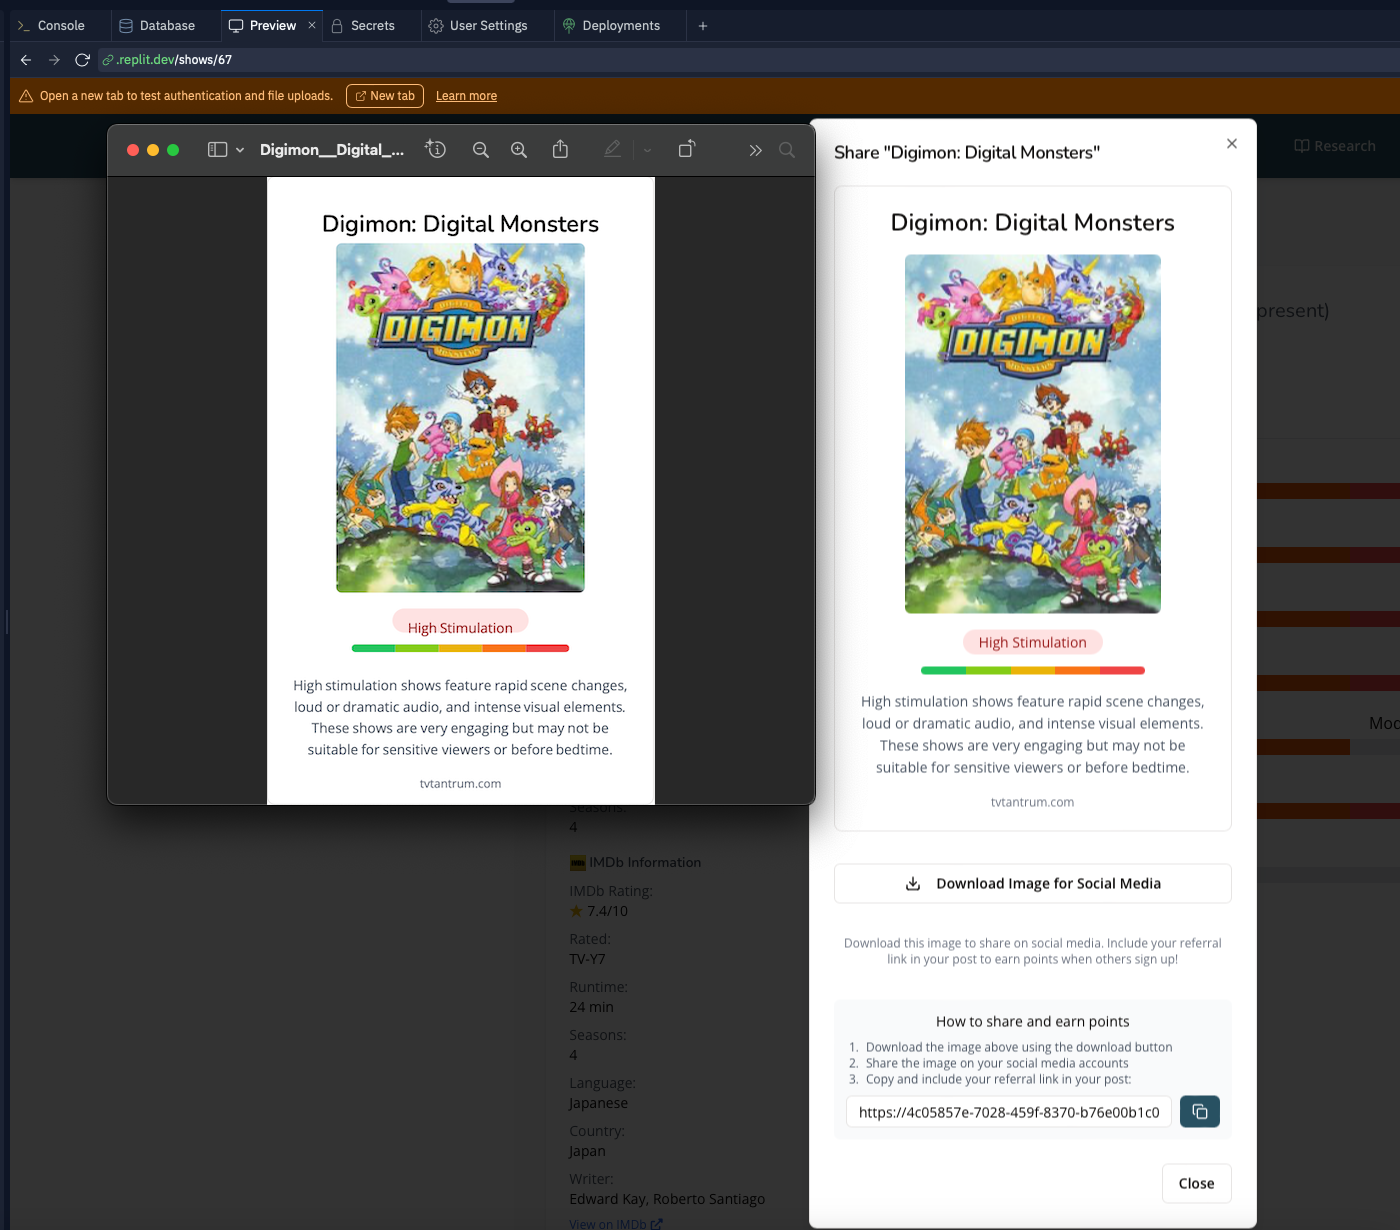 Console
Database
Preview
Secrets
User Settings
Deployments
.replit.dev/shows/67
Open a new tab to test authentication and file uploads.
New tab
Learn more
Digimon__Digital_...
Digimon: Digital Monsters
DIGITAL
DIGIMON
MONSTERS
High Stimulation
High stimulation shows feature rapid scene changes,
loud or dramatic audio, and intense visual elements.
These shows are very engaging but may not be
suitable for sensitive viewers or before bedtime.
tvtantrum.com
Share "Digimon: Digital Monsters"
Digimon: Digital Monsters
DIGITAL
DIGIMON
MONSTERS
High Stimulation
High stimulation shows feature rapid scene changes,
loud or dramatic audio, and intense visual elements.
These shows are very engaging but may not be
suitable for sensitive viewers or before bedtime.
tvtantrum.com
Download Image for Social Media
Download this image to share on social media. Include your referral
link in your post to earn points when others sign up!
How to share and earn points
1. Download the image above using the download button
2. Share the image on your social media accounts
3. Copy and include your referral link in your post:
https://4c05857e-7028-459f-8370-b76e00b1c0
Close
Research
present)
Mod
Seasons:
4
IMDb Information
IMDb Rating:
7.4/10
Rated:
TV-Y7
Runtime:
24 min
Seasons:
4
Language:
Japanese
Country:
Japan
Writer:
Edward Kay, Roberto Santiago
View on IMDb